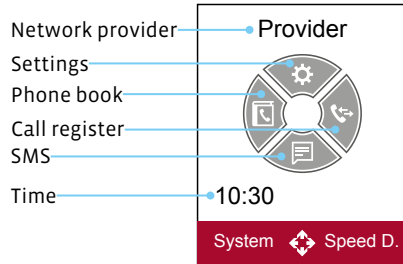 Network provider Provider
Settings
Phone book
Call register
SMS
Time 10:30
System Speed D.